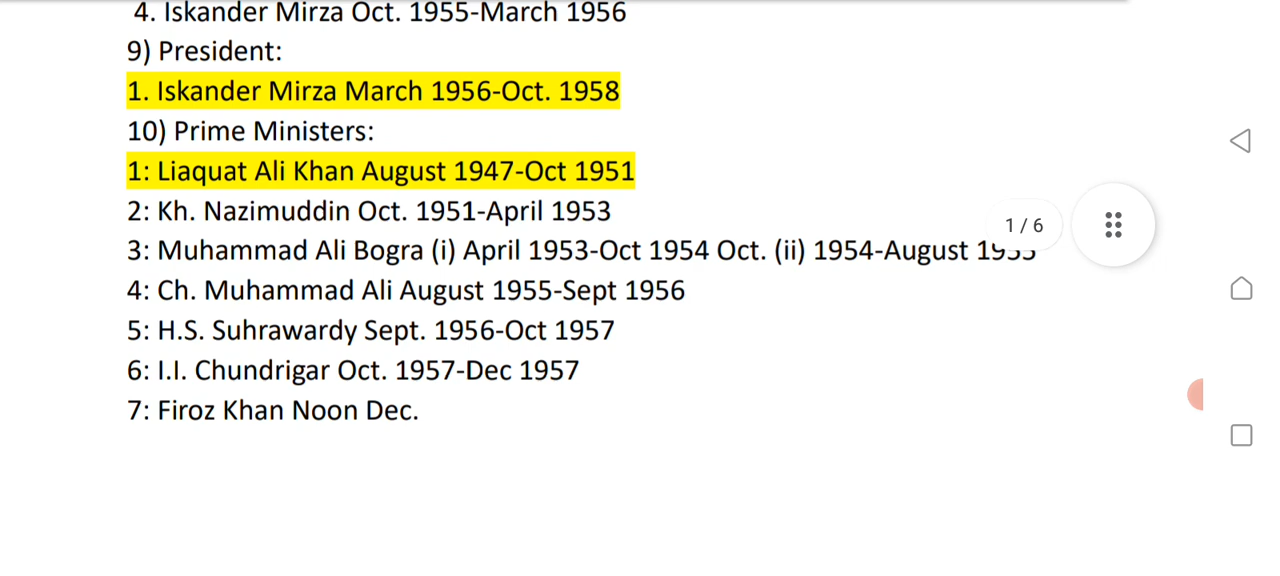 4. Iskander Mirza Oct. 1955-March 1956
9) President:
1. Iskander Mirza March 1956-Oct. 1958
10) Prime Ministers:
1: Liaquat Ali Khan August 1947-Oct 1951
2: Kh. Nazimuddin Oct. 1951-April 1953
1 / 6
3: Muhammad Ali Bogra (i) April 1953-Oct 1954 Oct. (ii) 1954-August 1955
4: Ch. Muhammad Ali August 1955-Sept 1956
5: H.S. Suhrawardy Sept. 1956-Oct 1957
6: I.I. Chundrigar Oct. 1957-Dec 1957
7: Firoz Khan Noon Dec.